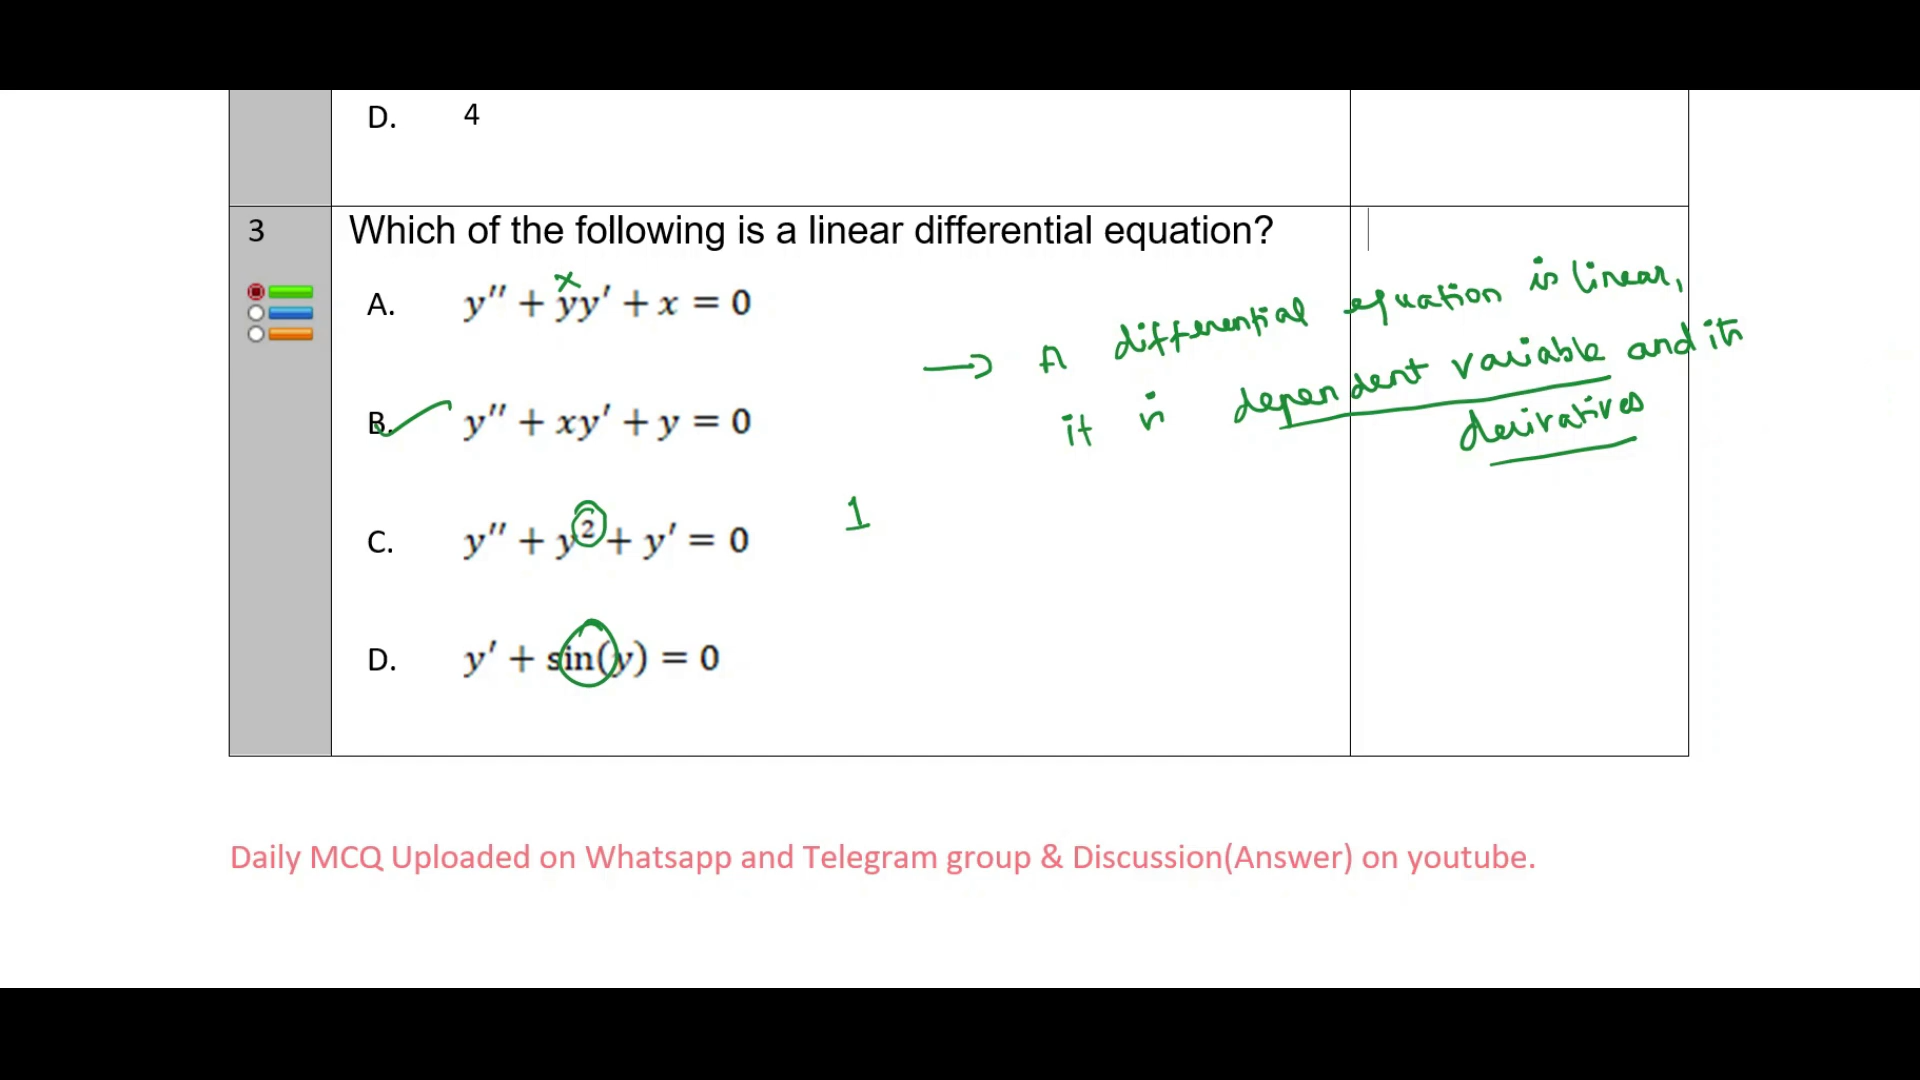 D. 4
3 Which of the following is a linear differential equation?
A. y″ + yy′ + x = 0
x
B. y″ + xy′ + y = 0
C. y″ + y² + y′ = 0
D. y′ + sin(y) = 0
→ A differential equation is linear,
it is dependent variable and its
derivatives
1
Daily MCQ Uploaded on Whatsapp and Telegram group & Discussion(Answer) on youtube.